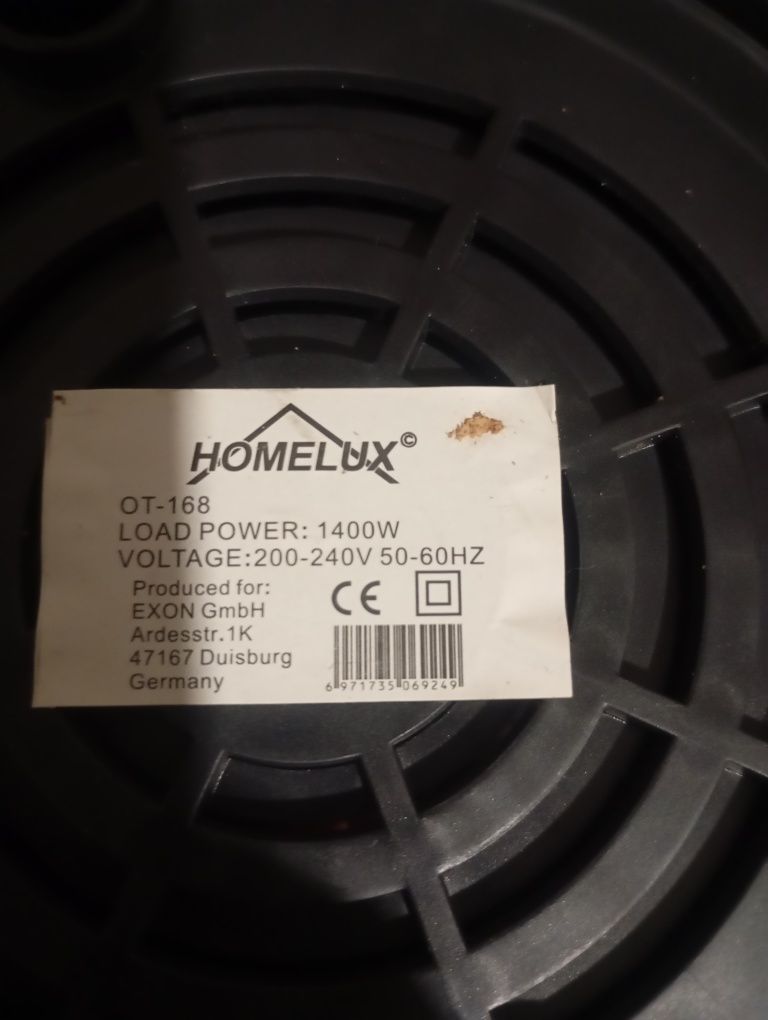 HOMELUX©
OT-168
LOAD POWER: 1400W
VOLTAGE:200-240V 50-60HZ
Produced for:
EXON GmbH
Ardesstr.1K
47167 Duisburg
Germany
CE
6 971735 069249